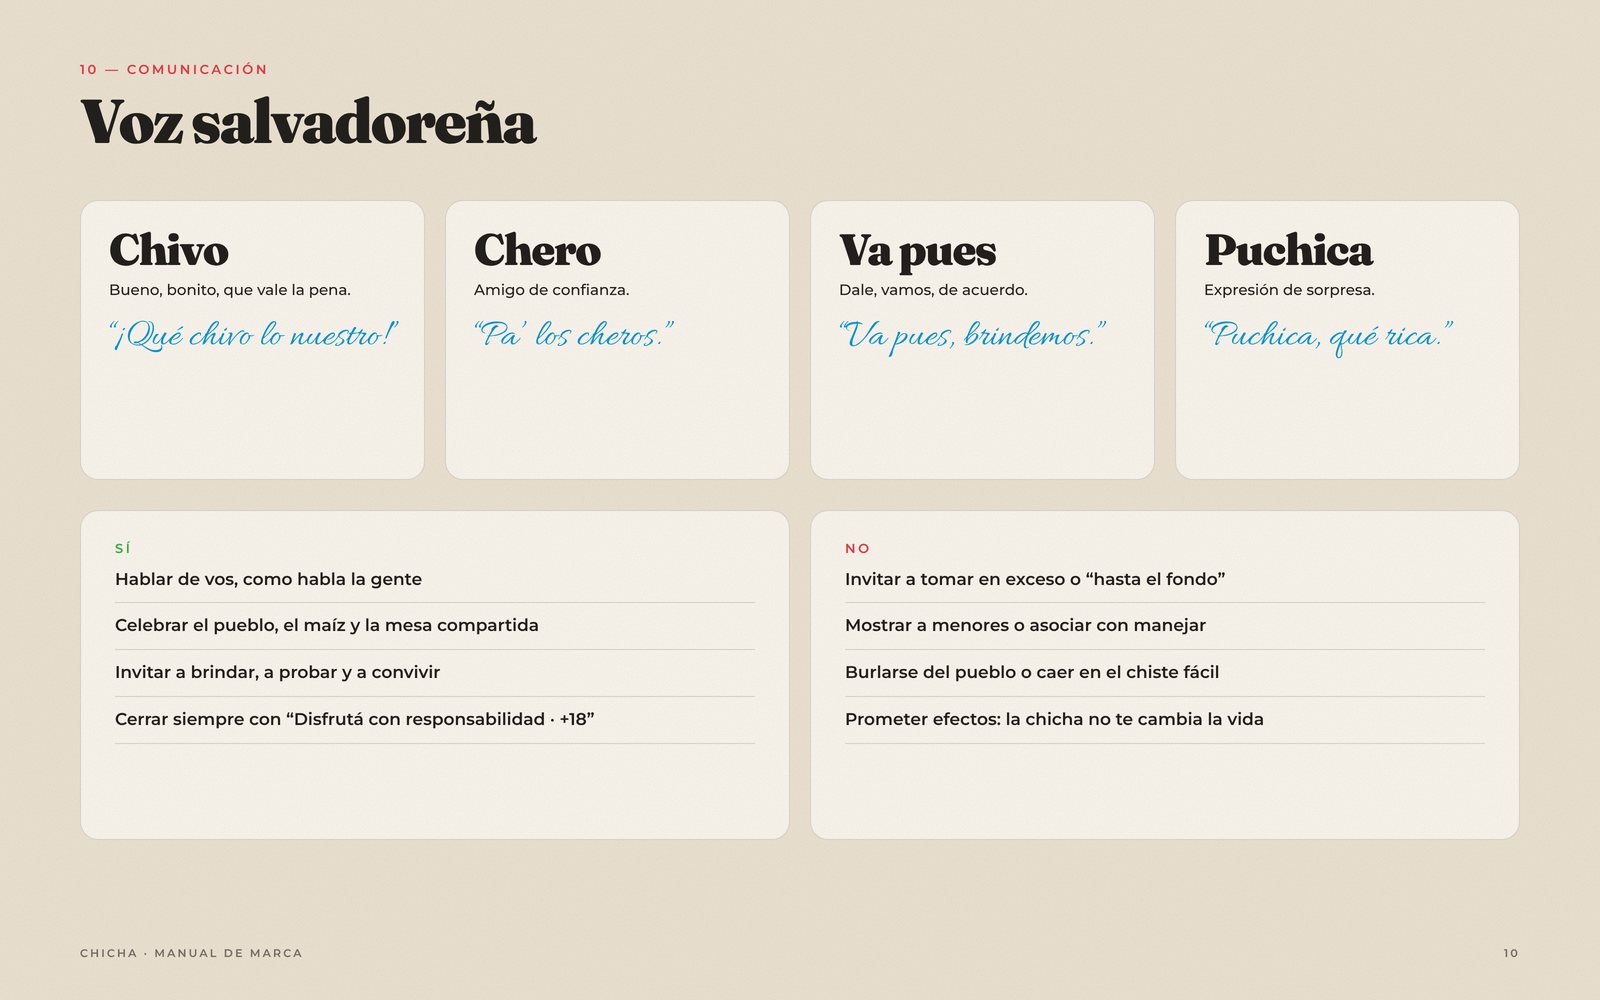 10 — COMUNICACIÓN
Voz salvadoreña
Chivo
Bueno, bonito, que vale la pena.
“¡Qué chivo lo nuestro!”
Chero
Amigo de confianza.
“Pa’ los cheros.”
Va pues
Dale, vamos, de acuerdo.
“Va pues, brindemos.”
Puchica
Expresión de sorpresa.
“Puchica, qué rica.”
SÍ
Hablar de vos, como habla la gente
Celebrar el pueblo, el maíz y la mesa compartida
Invitar a brindar, a probar y a convivir
Cerrar siempre con “Disfrutá con responsabilidad · +18”
NO
Invitar a tomar en exceso o “hasta el fondo”
Mostrar a menores o asociar con manejar
Burlarse del pueblo o caer en el chiste fácil
Prometer efectos: la chicha no te cambia la vida
CHICHA · MANUAL DE MARCA
10